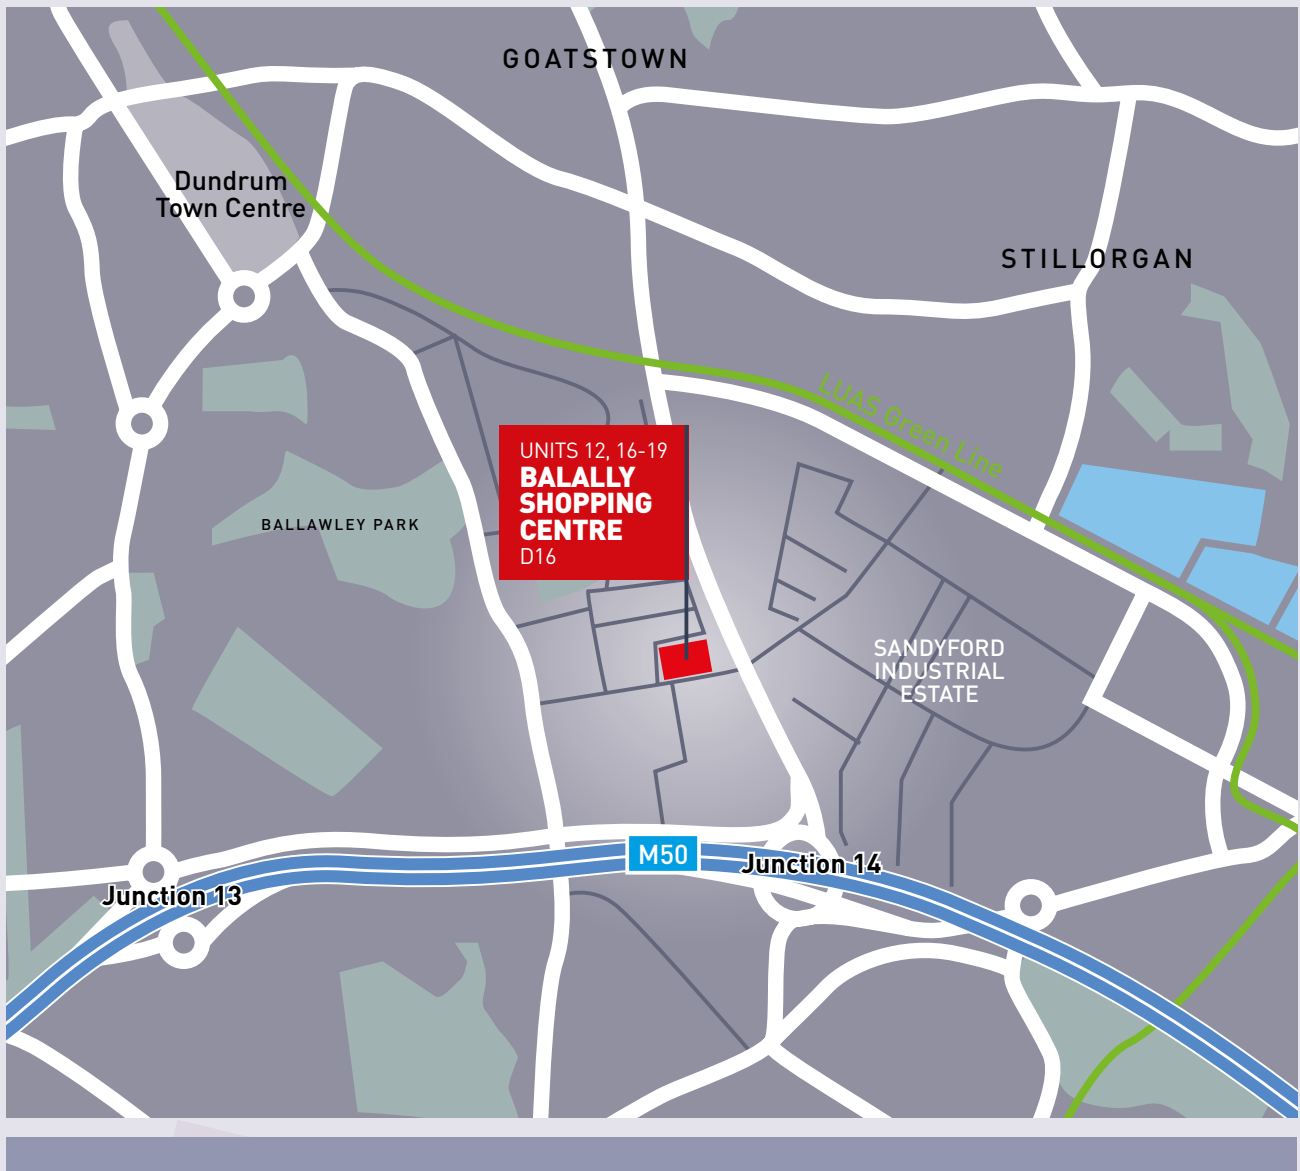 GOATSTOWN
Dundrum
Town Centre
STILLORGAN
LUAS Green Line
UNITS 12, 16-19
BALALLY
SHOPPING
CENTRE
D16
BALLAWLEY PARK
SANDYFORD
INDUSTRIAL
ESTATE
M50
Junction 14
Junction 13